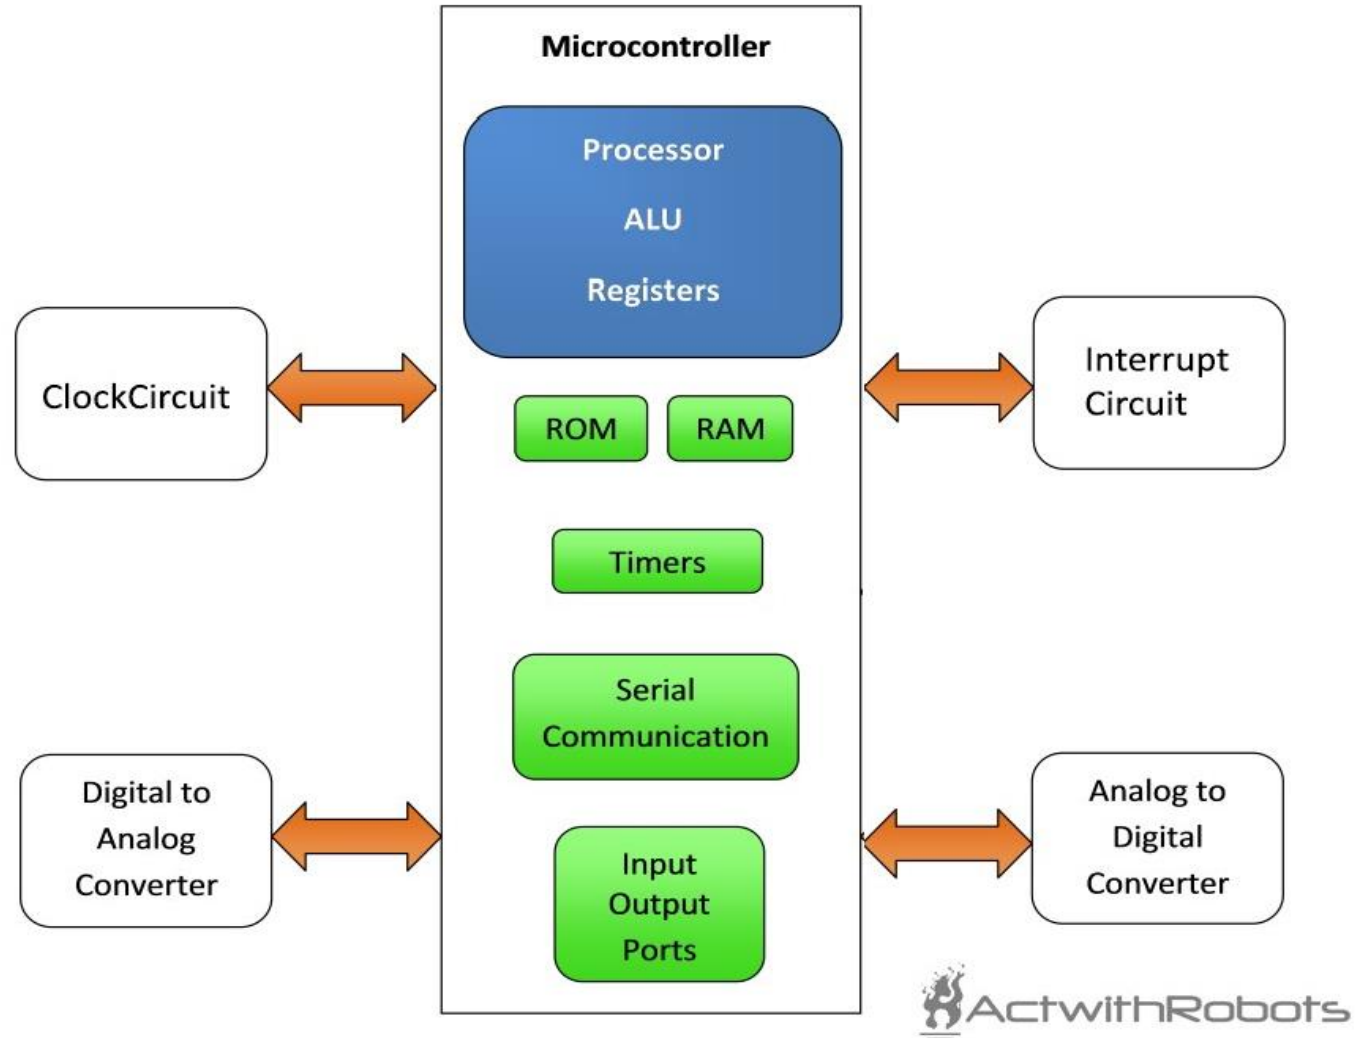 Microcontroller
Processor
ALU
Registers
ClockCircuit
Interrupt
Circuit
ROM
RAM
Timers
Serial
Communication
Digital to
Analog
Converter
Analog to
Digital
Converter
Input
Output
Ports
ActwithRobots